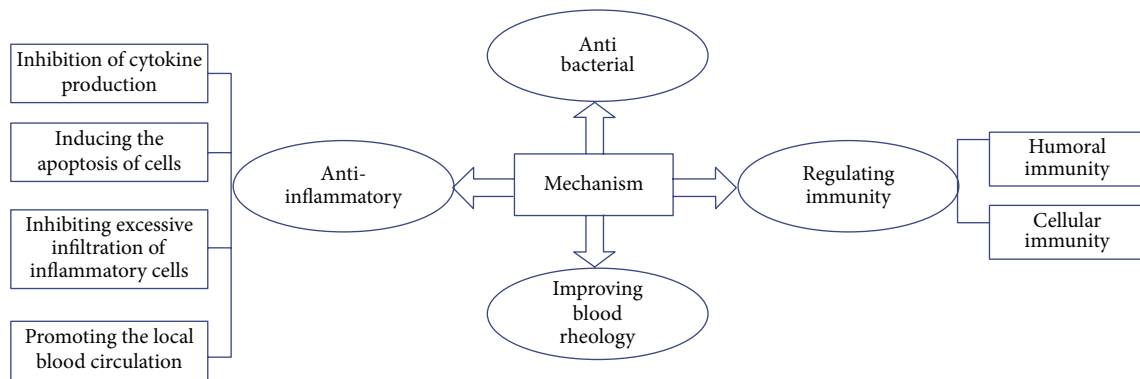 Inhibition of cytokine
production
Inducing the
apoptosis of cells
Inhibiting excessive
infiltration of
inflammatory cells
Promoting the local
blood circulation
Anti-
inflammatory
Anti
bacterial
Mechanism
Improving
blood
rheology
Regulating
immunity
Humoral
immunity
Cellular
immunity